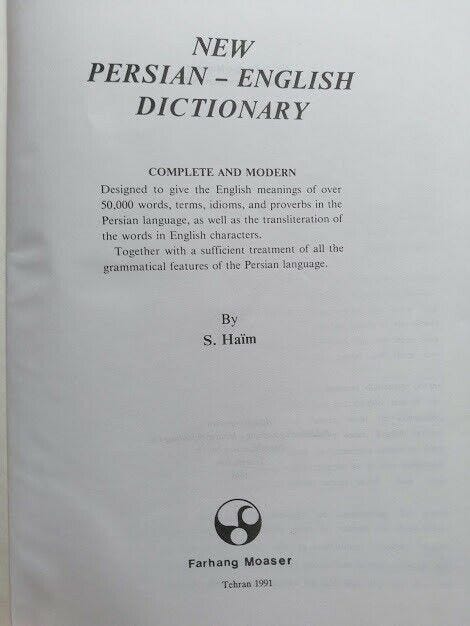 NEW
PERSIAN – ENGLISH
DICTIONARY
COMPLETE AND MODERN
Designed to give the English meanings of over
50,000 words, terms, idioms, and proverbs in the
Persian language, as well as the transliteration of
the words in English characters.
Together with a sufficient treatment of all the
grammatical features of the Persian language.
By
S. Haïm
Farhang Moaser
Tehran 1991